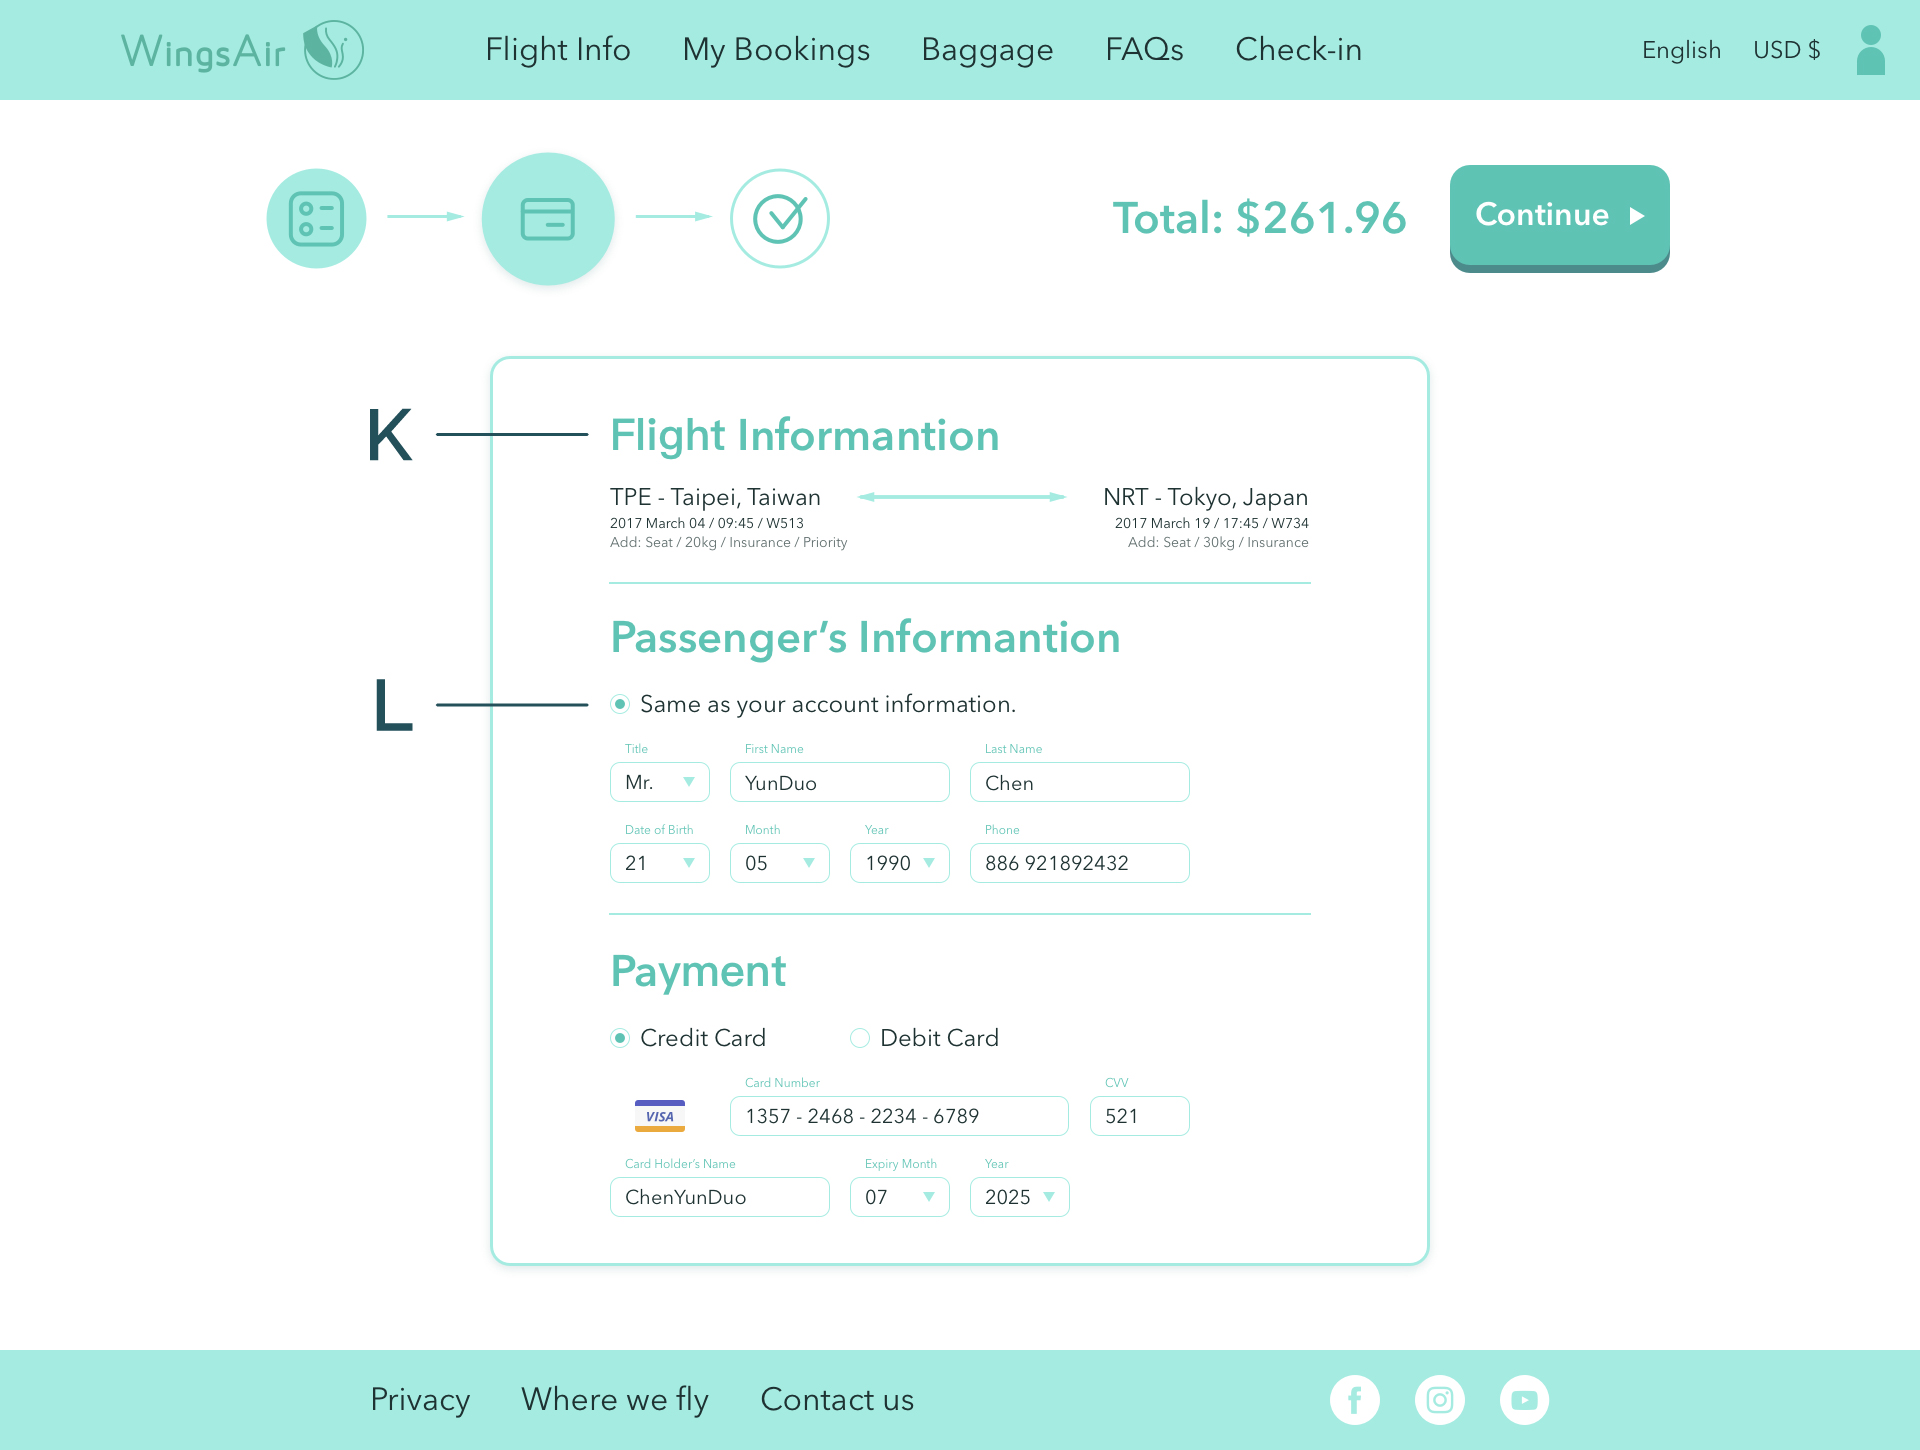 WingsAir
Flight Info My Bookings Baggage FAQs Check-in
English USD $
Total: $261.96
Continue
K
Flight Informantion
TPE - Taipei, Taiwan NRT - Tokyo, Japan
2017 March 04 / 09:45 / W513 2017 March 19 / 17:45 / W734
Add: Seat / 20kg / Insurance / Priority Add: Seat / 30kg / Insurance
Passenger’s Informantion
L
Same as your account information.
Title First Name Last Name
Mr. YunDuo Chen
Date of Birth Month Year Phone
21 05 1990 886 921892432
Payment
Credit Card Debit Card
Card Number CVV
VISA 1357 - 2468 - 2234 - 6789 521
Card Holder’s Name Expiry Month Year
ChenYunDuo 07 2025
Privacy Where we fly Contact us